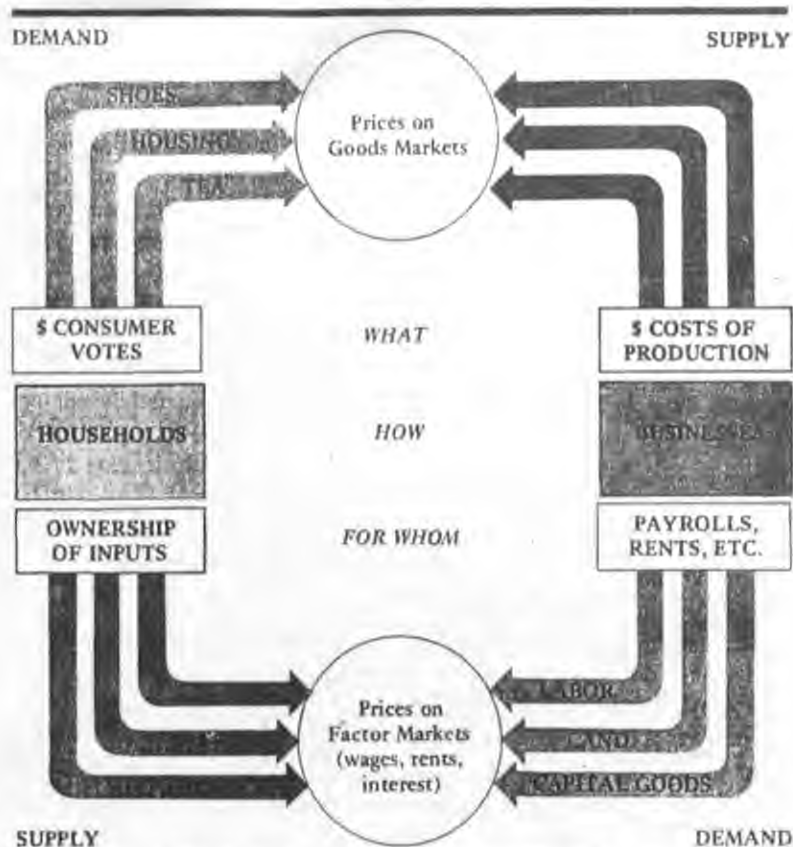 DEMAND
SUPPLY
SHOES
HOUSING
TEA
Prices on
Goods Markets
$ CONSUMER
VOTES
WHAT
$ COSTS OF
PRODUCTION
HOUSEHOLDS
HOW
BUSINESSES
OWNERSHIP
OF INPUTS
FOR WHOM
PAYROLLS,
RENTS, ETC.
Prices on
Factor Markets
(wages, rents,
interest)
LABOR
LAND
CAPITAL GOODS
SUPPLY
DEMAND